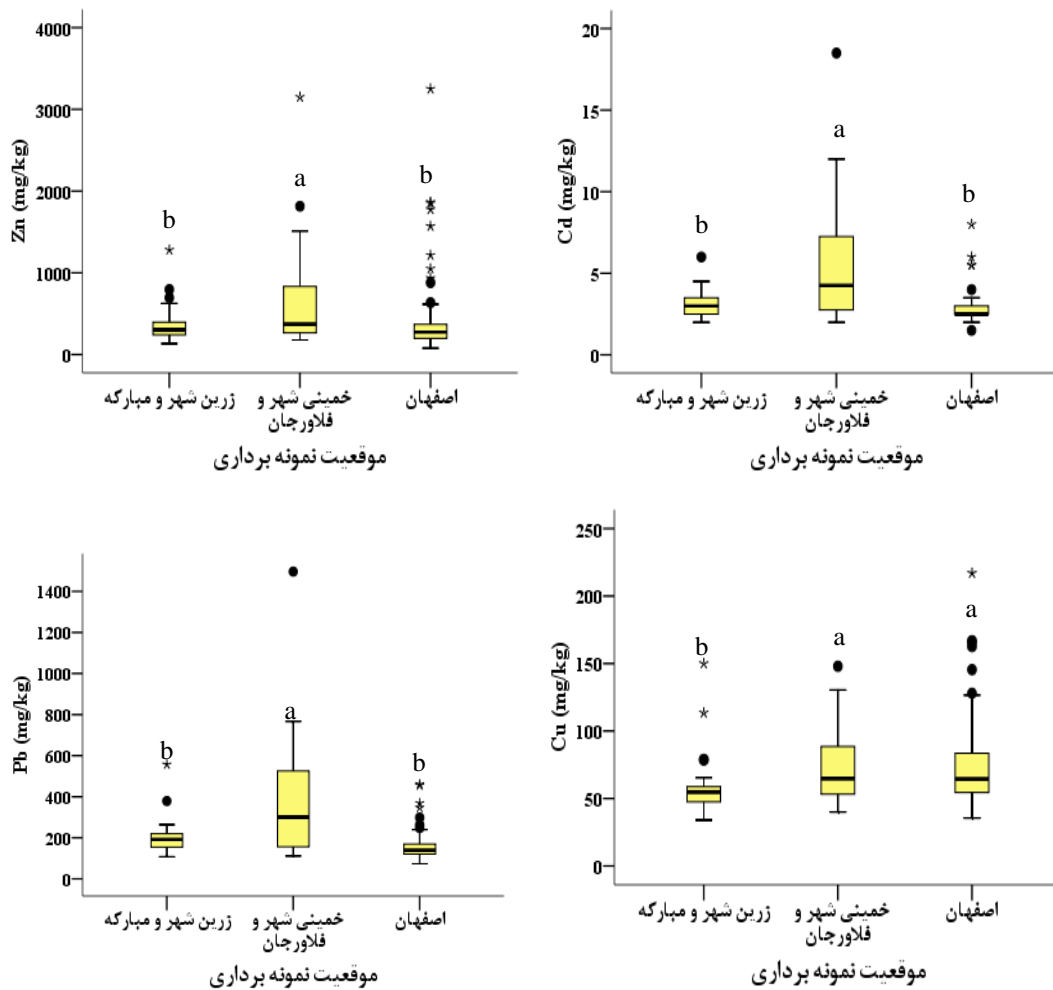 4000
3000
2000
1000
0
Zn (mg/kg)
b
a
b
زرین شهر و مبارکه
خمینی شهر و
فلاورجان
اصفهان
موقعیت نمونه برداری
20
15
10
5
0
Cd (mg/kg)
b
a
b
زرین شهر و مبارکه
خمینی شهر و
فلاورجان
اصفهان
موقعیت نمونه برداری
1400
1200
1000
800
600
400
200
0
Pb (mg/kg)
b
a
b
زرین شهر و مبارکه
خمینی شهر و
فلاورجان
اصفهان
موقعیت نمونه برداری
250
200
150
100
50
0
Cu (mg/kg)
b
a
a
زرین شهر و مبارکه
خمینی شهر و
فلاورجان
اصفهان
موقعیت نمونه برداری